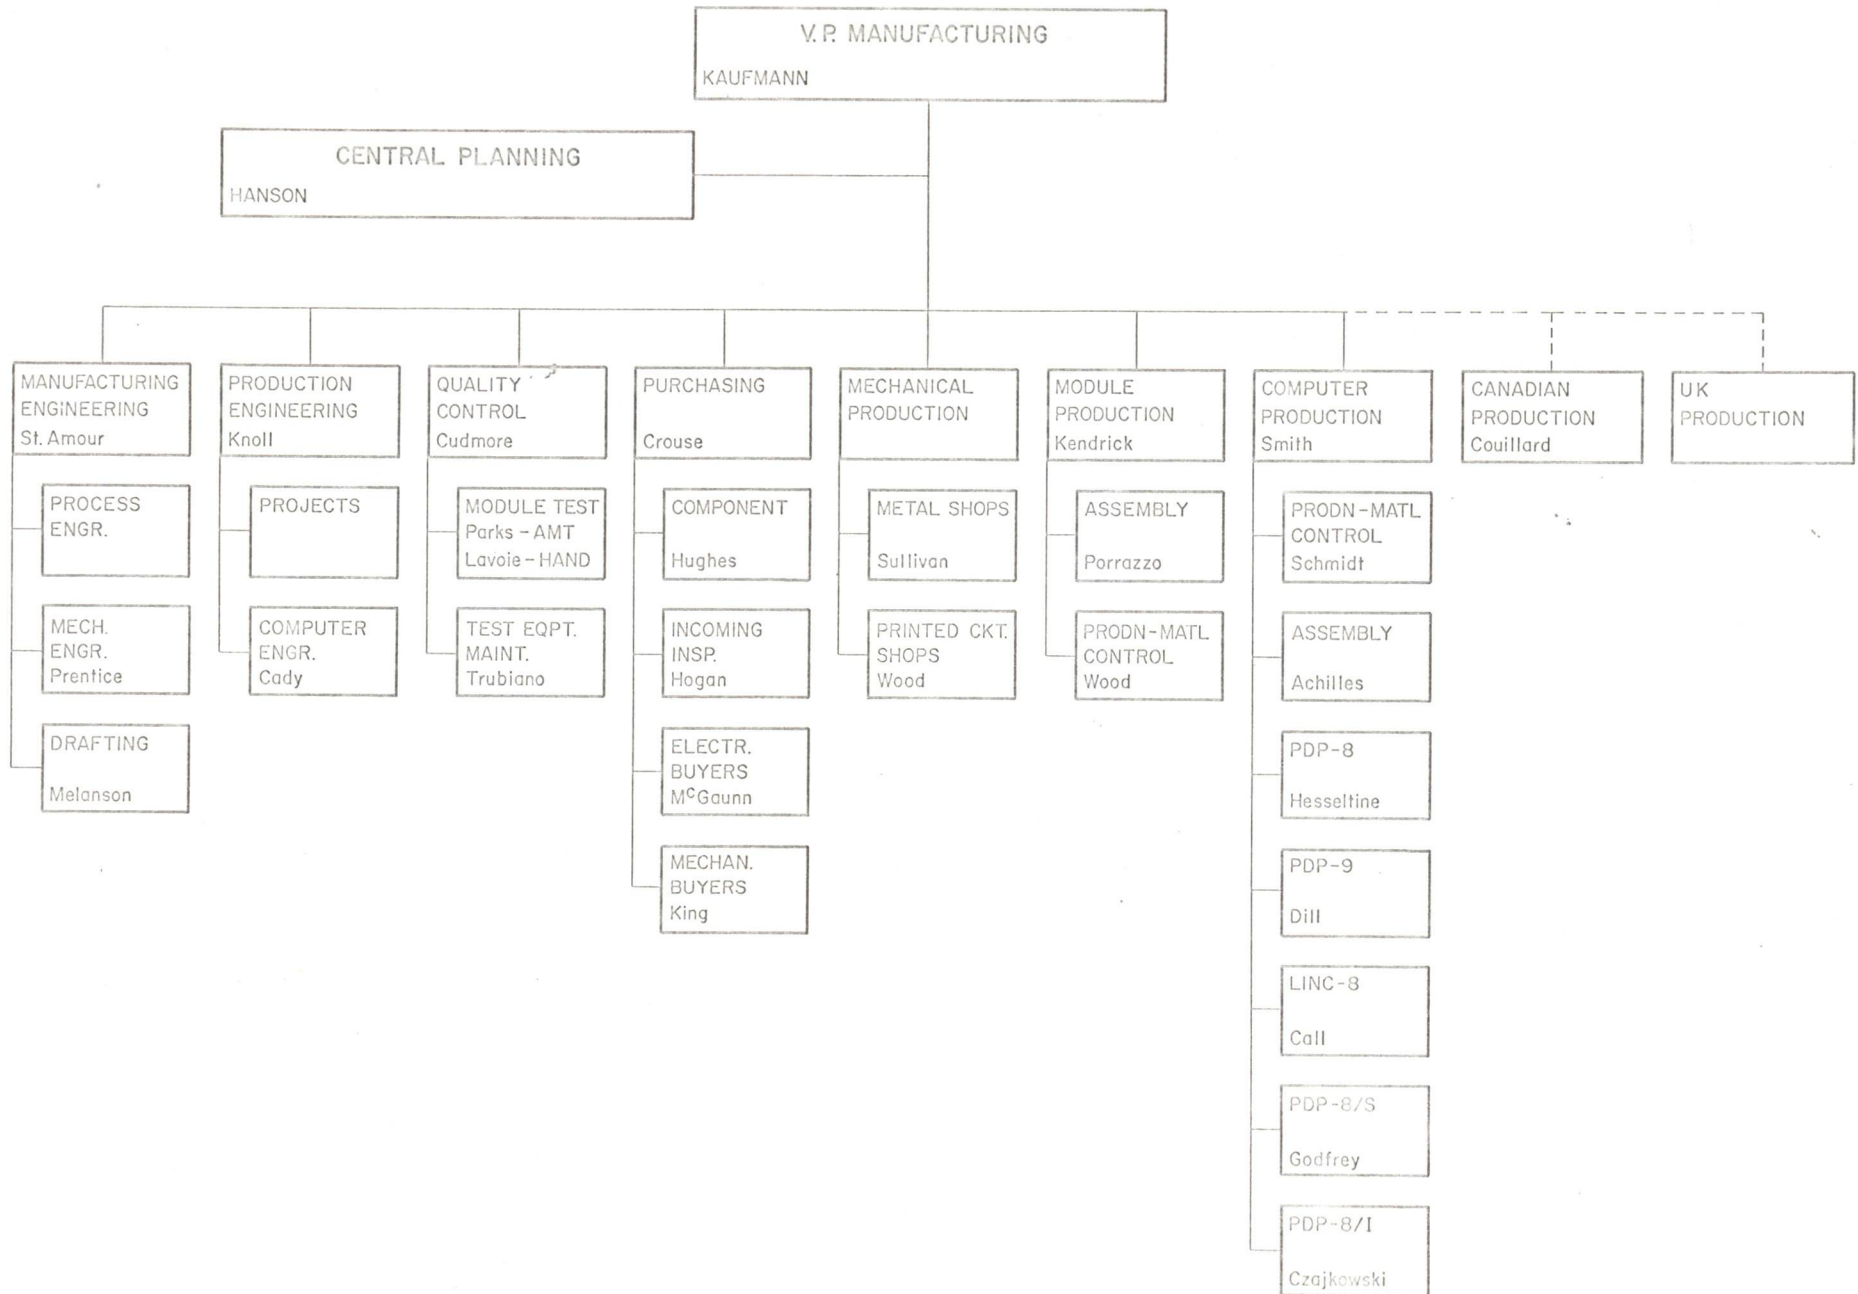 V.P. MANUFACTURING
KAUFMANN
CENTRAL PLANNING
HANSON
MANUFACTURING
ENGINEERING
St. Amour
PROCESS
ENGR.
MECH.
ENGR.
Prentice
DRAFTING
Melanson
PRODUCTION
ENGINEERING
Knoll
PROJECTS
COMPUTER
ENGR.
Cady
QUALITY
CONTROL
Cudmore
MODULE TEST
Parks - AMT
Lavoie - HAND
TEST EQPT.
MAINT.
Trubiano
PURCHASING
Crouse
COMPONENT
Hughes
INCOMING
INSP.
Hogan
ELECTR.
BUYERS
McGaunn
MECHAN.
BUYERS
King
MECHANICAL
PRODUCTION
METAL SHOPS
Sullivan
PRINTED CKT.
SHOPS
Wood
MODULE
PRODUCTION
Kendrick
ASSEMBLY
Porrazzo
PRODN-MATL
CONTROL
Wood
COMPUTER
PRODUCTION
Smith
PRODN-MATL
CONTROL
Schmidt
ASSEMBLY
Achilles
PDP-8
Hesseltine
PDP-9
Dill
LINC-8
Call
PDP-8/S
Godfrey
PDP-8/I
Czajkowski
CANADIAN
PRODUCTION
Couillard
UK
PRODUCTION